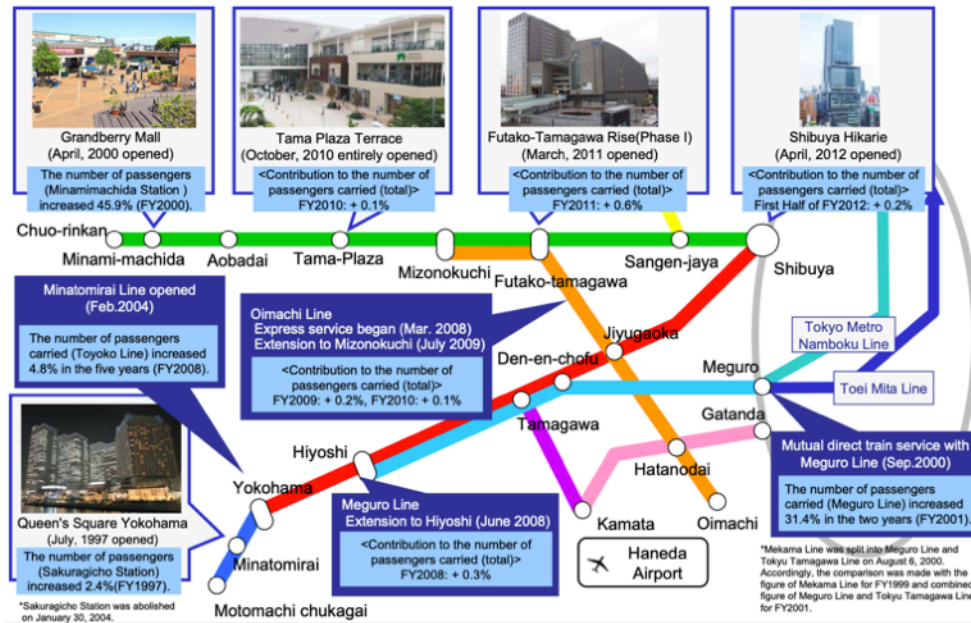 Grandberry Mall
(April, 2000 opened)
The number of passengers
(Minamimachida Station )
increased 45.9% (FY2000).
Tama Plaza Terrace
(October, 2010 entirely opened)
<Contribution to the number of
passengers carried (total)>
FY2010: + 0.1%
Futako-Tamagawa Rise(Phase I)
(March, 2011 opened)
<Contribution to the number of
passengers carried (total)>
FY2011: + 0.6%
Shibuya Hikarie
(April, 2012 opened)
<Contribution to the number of
passengers carried (total)>
First Half of FY2012: + 0.2%
Chuo-rinkan
Minami-machida
Aobadai
Tama-Plaza
Mizonokuchi
Futako-tamagawa
Sangen-jaya
Shibuya
Minatomirai Line opened
(Feb.2004)
The number of passengers
carried (Toyoko Line) increased
4.8% in the five years (FY2008).
Oimachi Line
Express service began (Mar. 2008)
Extension to Mizonokuchi (July 2009)
<Contribution to the number of
passengers carried (total)>
FY2009: + 0.2%, FY2010: + 0.1%
Jiyugaoka
Den-en-chofu
Tokyo Metro
Namboku Line
Meguro
Toei Mita Line
Tamagawa
Gatanda
Hiyoshi
Hatanodai
Mutual direct train service with
Meguro Line (Sep.2000)
The number of passengers
carried (Meguro Line) increased
31.4% in the two years (FY2001).
Yokohama
Queen's Square Yokohama
(July, 1997 opened)
The number of passengers
(Sakuragicho Station)
increased 2.4%(FY1997).
*Sakuragicho Station was abolished
on January 30, 2004.
Meguro Line
Extension to Hiyoshi (June 2008)
<Contribution to the number of
passengers carried (total)>
FY2008: + 0.3%
Kamata
Oimachi
Minatomirai
Motomachi chukagai
Haneda
Airport
*Mekama Line was split into Meguro Line and
Tokyu Tamagawa Line on August 6, 2000.
Accordingly, the comparison was made with the
figure of Mekama Line for FY1999 and combined
figure of Meguro Line and Tokyu Tamagawa Line
for FY2001.